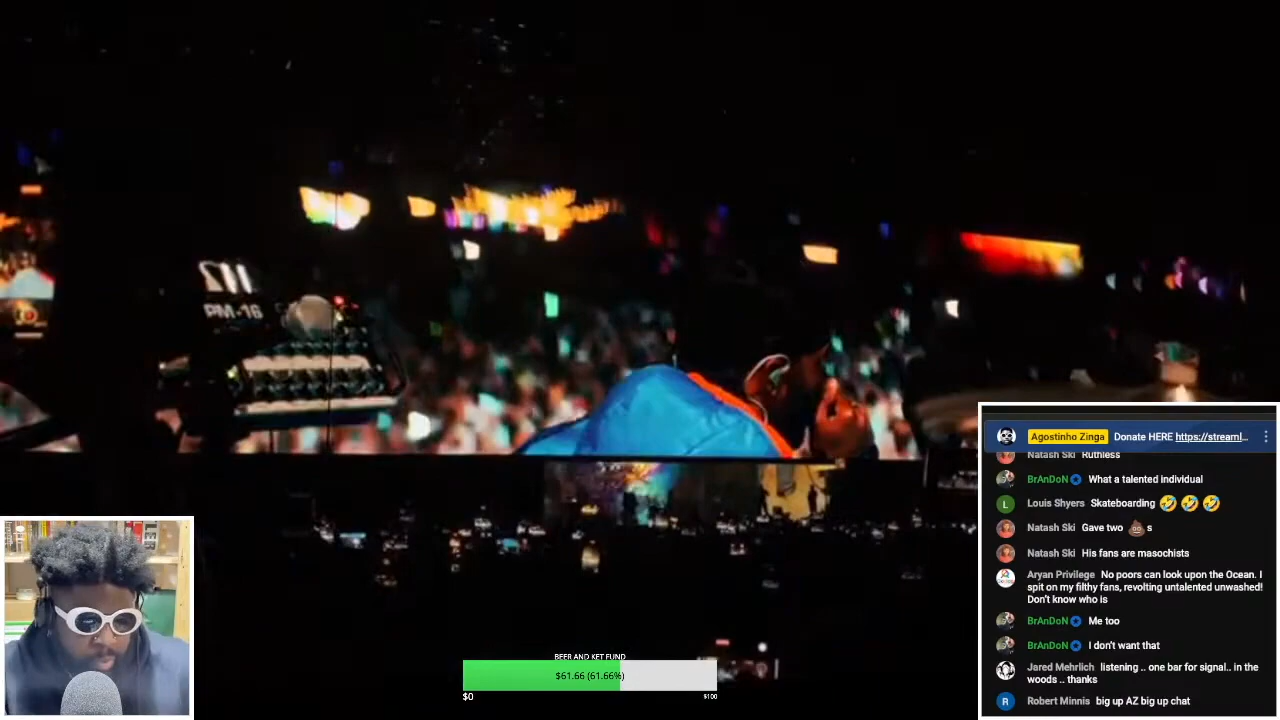 PM-16
Agostinho Zinga Donate HERE https://streaml...
Natash Ski Ruthless
BrAnDoN What a talented individual
Louis Shyers Skateboarding 🤣 🤣 🤣
Natash Ski Gave two 💩 s
Natash Ski His fans are masochists
Aryan Privilege No poors can look upon the Ocean. I
spit on my filthy fans, revolting untalented unwashed!
Don't know who is
BrAnDoN Me too
BrAnDoN I don't want that
Jared Mehrlich listening .. one bar for signal.. in the
woods .. thanks
Robert Minnis big up AZ big up chat
BEER AND KET FUND
$61.66 (61.66%)
$0 $100